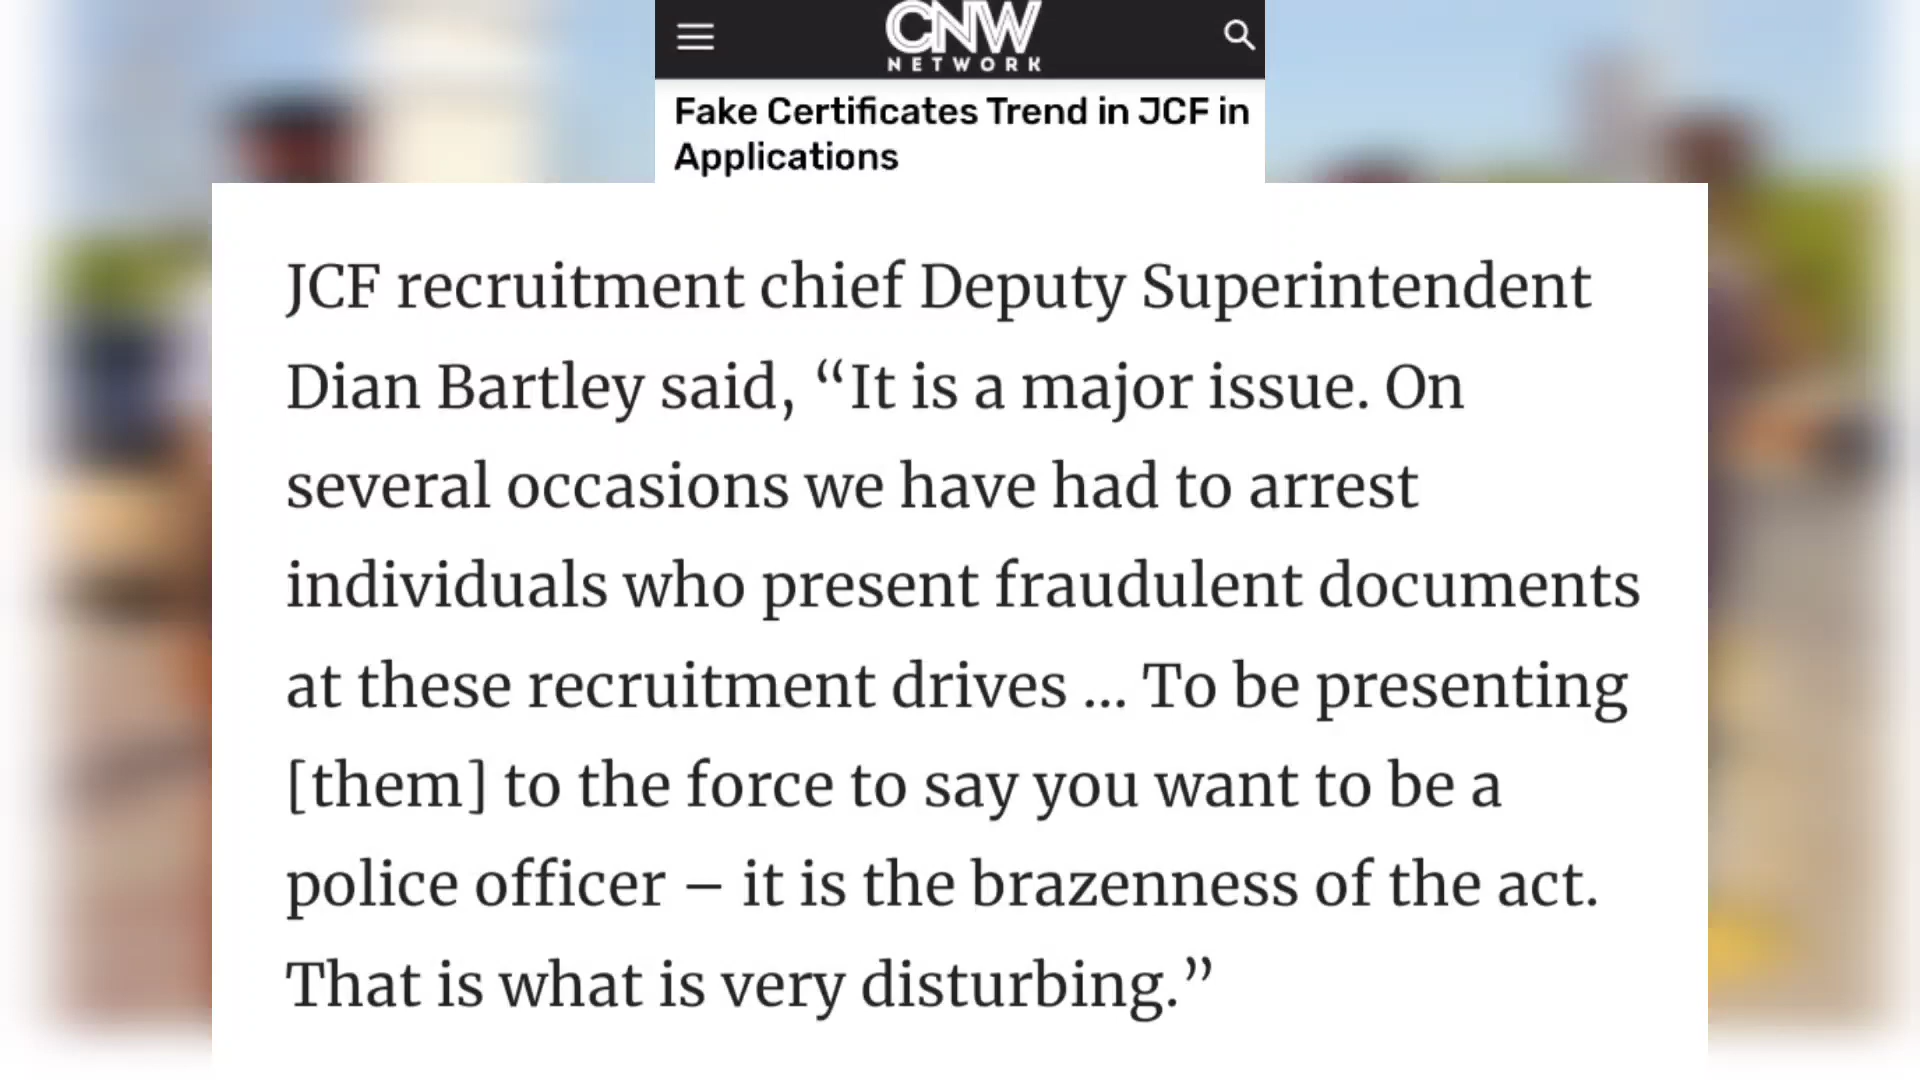 CNW
NETWORK
Fake Certificates Trend in JCF in
Applications
JCF recruitment chief Deputy Superintendent
Dian Bartley said, “It is a major issue. On
several occasions we have had to arrest
individuals who present fraudulent documents
at these recruitment drives ... To be presenting
[them] to the force to say you want to be a
police officer – it is the brazenness of the act.
That is what is very disturbing.”